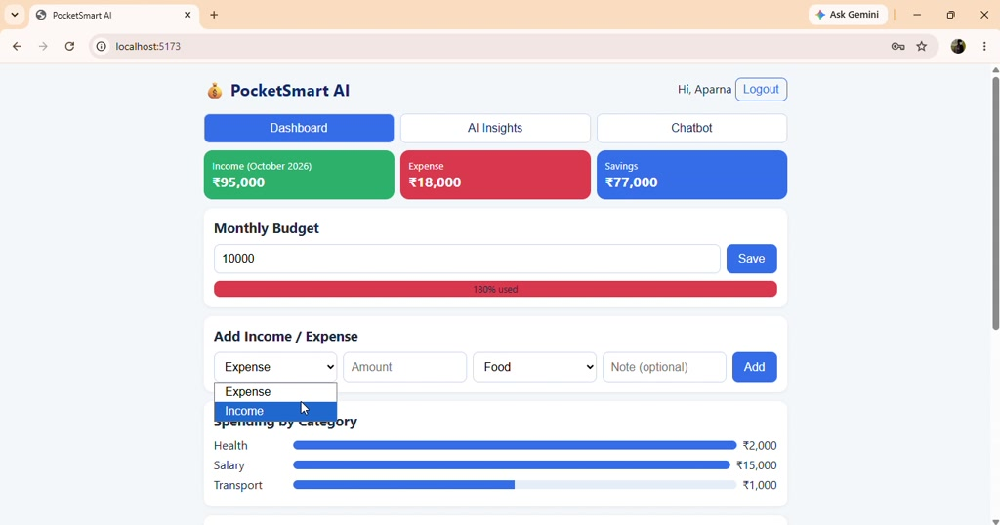 PocketSmart AI
Ask Gemini
localhost:5173
PocketSmart AI
Hi, Aparna Logout
Dashboard AI Insights Chatbot
Income (October 2026) Expense Savings
₹95,000 ₹18,000 ₹77,000
Monthly Budget
10000 Save
180% used
Add Income / Expense
Expense Amount Food Note (optional) Add
Expense
Income
Spending by Category
Health ₹2,000
Salary ₹15,000
Transport ₹1,000